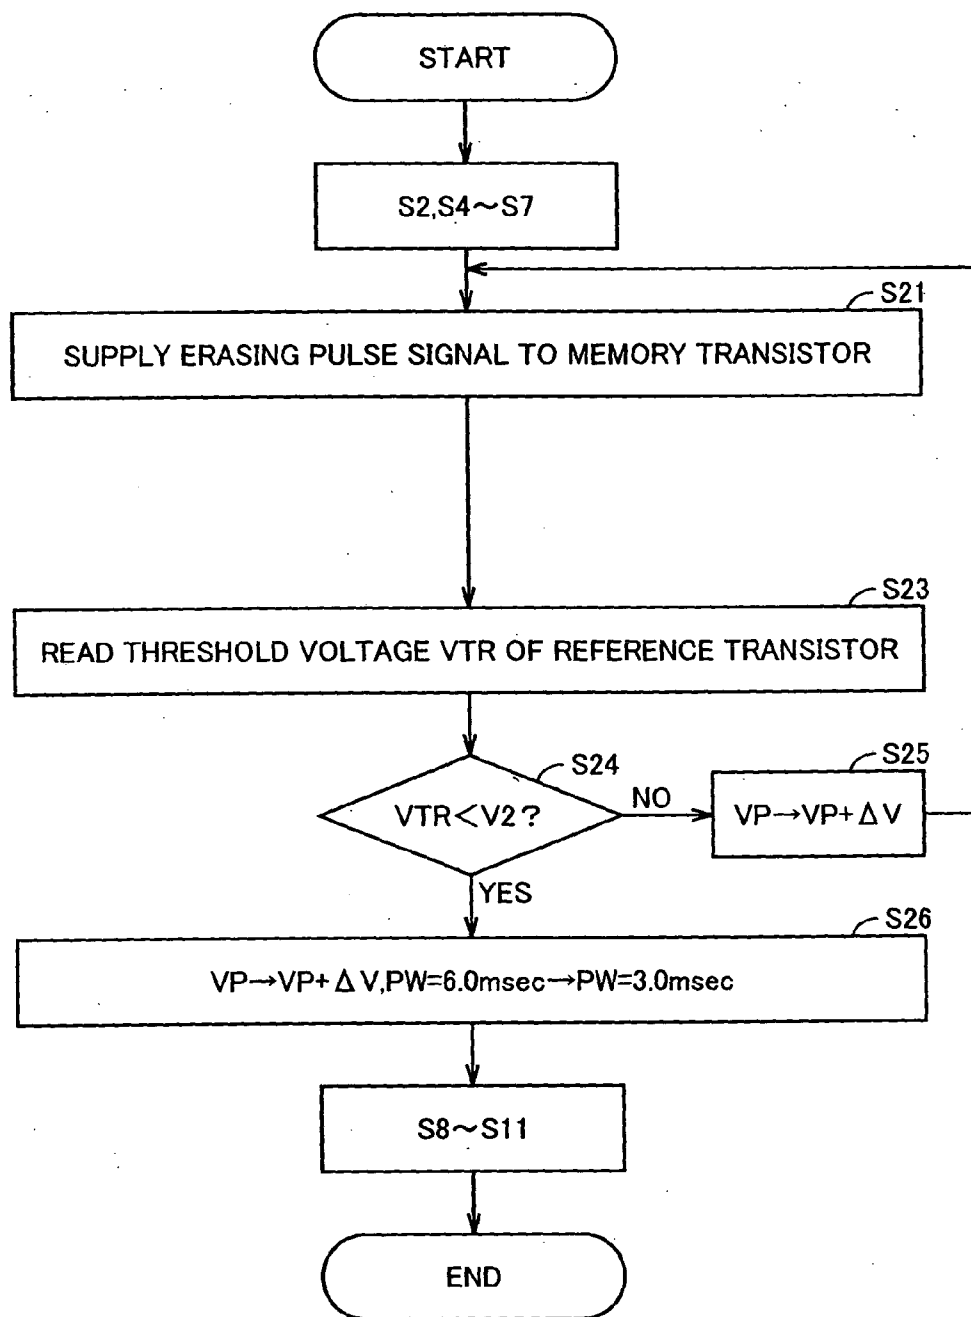 START
S2,S4~S7
S21
SUPPLY ERASING PULSE SIGNAL TO MEMORY TRANSISTOR
S23
READ THRESHOLD VOLTAGE VTR OF REFERENCE TRANSISTOR
S24
VTR<V2?
NO
S25
VP→VP+ΔV
YES
S26
VP→VP+ΔV,PW=6.0msec→PW=3.0msec
S8~S11
END